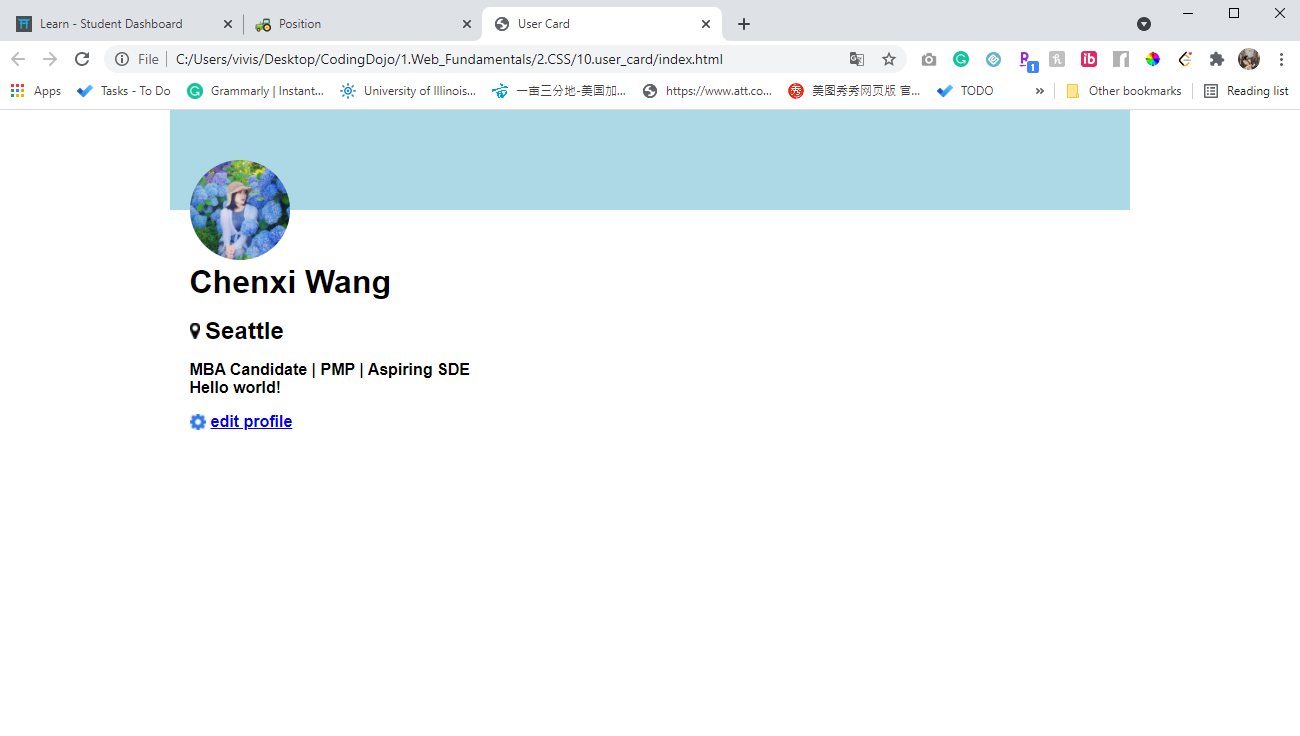 Learn - Student Dashboard Position User Card
File C:/Users/vivis/Desktop/CodingDojo/1.Web_Fundamentals/2.CSS/10.user_card/index.html
Apps Tasks - To Do Grammarly | Instant... University of Illinois... 一亩三分地-美国加... https://www.att.co... 美图秀秀网页版 官... TODO » Other bookmarks Reading list
Chenxi Wang
Seattle
MBA Candidate | PMP | Aspiring SDE
Hello world!
edit profile